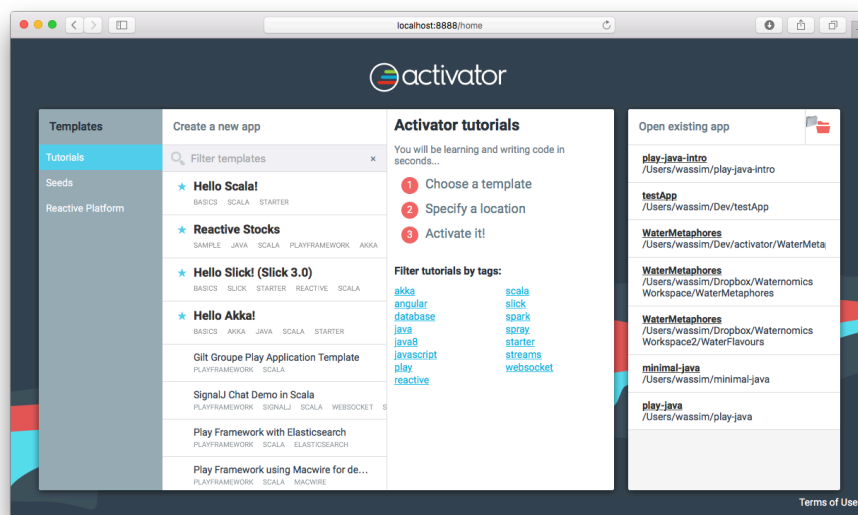 localhost:8888/home
activator
Templates
Tutorials
Seeds
Reactive Platform
Create a new app
Filter templates ×
★ Hello Scala!
BASICS SCALA STARTER
★ Reactive Stocks
SAMPLE JAVA SCALA PLAYFRAMEWORK AKKA
★ Hello Slick! (Slick 3.0)
BASICS SLICK STARTER REACTIVE SCALA
★ Hello Akka!
BASICS AKKA JAVA SCALA STARTER
Gilt Groupe Play Application Template
PLAYFRAMEWORK SCALA
SignalJ Chat Demo in Scala
PLAYFRAMEWORK SIGNALJ SCALA WEBSOCKET S
Play Framework with Elasticsearch
PLAYFRAMEWORK SCALA ELASTICSEARCH
Play Framework using Macwire for de...
PLAYFRAMEWORK SCALA MACWIRE
Activator tutorials
You will be learning and writing code in
seconds...
1 Choose a template
2 Specify a location
3 Activate it!
Filter tutorials by tags:
akka
angular
database
java
java8
javascript
play
reactive
scala
slick
spark
spray
starter
streams
websocket
Open existing app
play-java-intro
/Users/wassim/play-java-intro
testApp
/Users/wassim/Dev/testApp
WaterMetaphores
/Users/wassim/Dev/activator/WaterMeta
WaterMetaphores
/Users/wassim/Dropbox/Waternomics
Workspace/WaterMetaphores
WaterMetaphores
/Users/wassim/Dropbox/Waternomics
Workspace2/WaterFlavours
minimal-java
/Users/wassim/minimal-java
play-java
/Users/wassim/play-java
Terms of Use